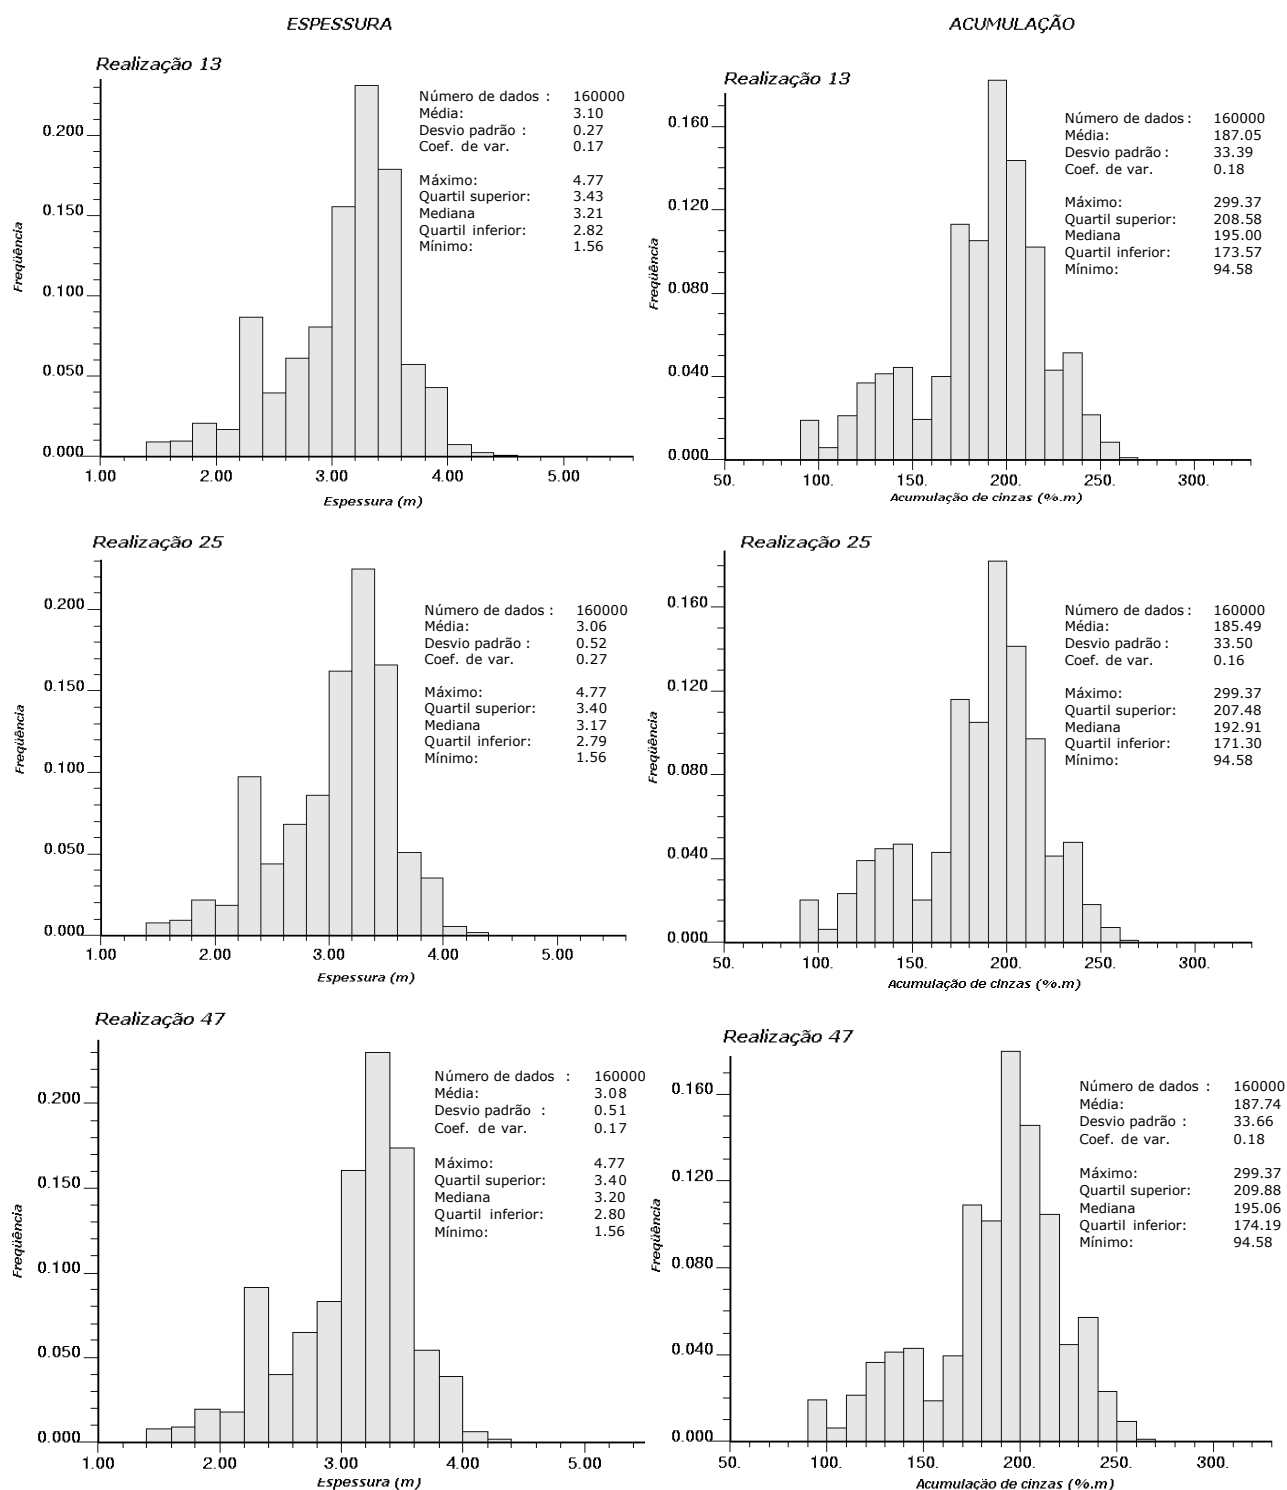 ESPESSURA
ACUMULAÇÃO
Realização 13
Número de dados : 160000
Média: 3.10
Desvio padrão : 0.27
Coef. de var. 0.17
Máximo: 4.77
Quartil superior: 3.43
Mediana 3.21
Quartil inferior: 2.82
Mínimo: 1.56
Freqüência
0.200
0.150
0.100
0.050
0.000
1.00 2.00 3.00 4.00 5.00
Espessura (m)
Realização 13
Número de dados : 160000
Média: 187.05
Desvio padrão : 33.39
Coef. de var. 0.18
Máximo: 299.37
Quartil superior: 208.58
Mediana 195.00
Quartil inferior: 173.57
Mínimo: 94.58
Freqüência
0.160
0.120
0.080
0.040
0.000
50. 100. 150. 200. 250. 300.
Acumulação de cinzas (%.m)
Realização 25
Número de dados : 160000
Média: 3.06
Desvio padrão : 0.52
Coef. de var. 0.27
Máximo: 4.77
Quartil superior: 3.40
Mediana 3.17
Quartil inferior: 2.79
Mínimo: 1.56
Freqüência
0.200
0.150
0.100
0.050
0.000
1.00 2.00 3.00 4.00 5.00
Espessura (m)
Realização 25
Número de dados : 160000
Média: 185.49
Desvio padrão : 33.50
Coef. de var. 0.16
Máximo: 299.37
Quartil superior: 207.48
Mediana 192.91
Quartil inferior: 171.30
Mínimo: 94.58
Freqüência
0.160
0.120
0.080
0.040
0.000
50. 100. 150. 200. 250. 300.
Acumulação de cinzas (%.m)
Realização 47
Número de dados : 160000
Média: 3.08
Desvio padrão : 0.51
Coef. de var. 0.17
Máximo: 4.77
Quartil superior: 3.40
Mediana 3.20
Quartil inferior: 2.80
Mínimo: 1.56
Freqüência
0.200
0.150
0.100
0.050
0.000
1.00 2.00 3.00 4.00 5.00
Espessura (m)
Realização 47
Número de dados : 160000
Média: 187.74
Desvio padrão : 33.66
Coef. de var. 0.18
Máximo: 299.37
Quartil superior: 209.88
Mediana 195.06
Quartil inferior: 174.19
Mínimo: 94.58
Freqüência
0.160
0.120
0.080
0.040
0.000
50. 100. 150. 200. 250. 300.
Acumulação de cinzas (%.m)